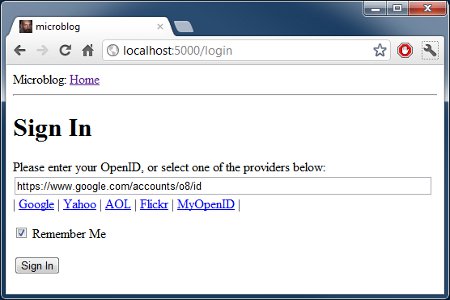 microblog
localhost:5000/login
Microblog: Home
Sign In
Please enter your OpenID, or select one of the providers below:
https://www.google.com/accounts/o8/id
| Google | Yahoo | AOL | Flickr | MyOpenID |
Remember Me
Sign In